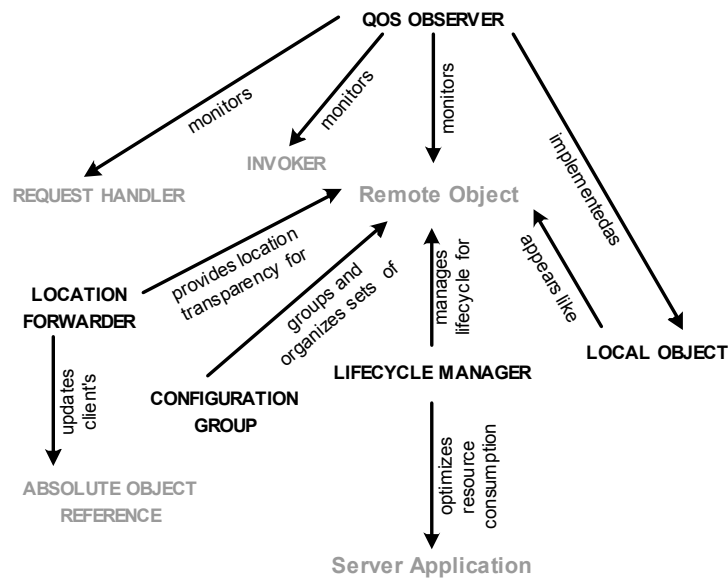 QOS OBSERVER
monitors
monitors
monitors
implementedas
INVOKER
REQUEST HANDLER
Remote Object
provides location
transparency for
groups and
organizes sets of
manages
lifecycle for
appears like
LOCATION
FORWARDER
LOCAL OBJECT
updates
client's
CONFIGURATION
GROUP
LIFECYCLE MANAGER
optimizes
resource
consumption
ABSOLUTE OBJECT
REFERENCE
Server Application